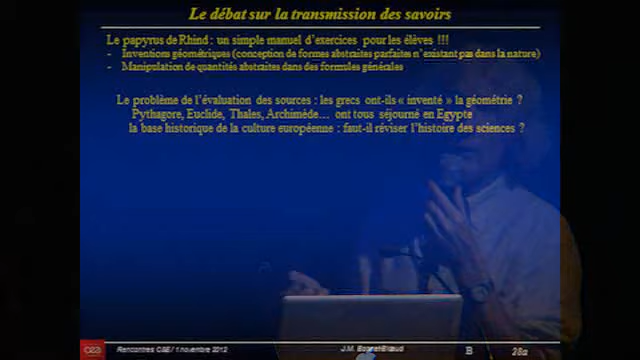 Le débat sur la transmission des savoirs
Le papyrus de Rhind : un simple manuel d'exercices pour les élèves !!!
- Inventions géométriques (conception de formes abstraites parfaites n'existant pas dans la nature)
- Manipulation de quantités abstraites dans des formules générales
Le problème de l'évaluation des sources : les grecs ont-ils « inventé » la géométrie ?
Pythagore, Euclide, Thales, Archimède… ont tous séjourné en Egypte
la base historique de la culture européenne : faut-il réviser l'histoire des sciences ?
Rencontres O&E / 1 novembre 2012
J.M.
B
26a